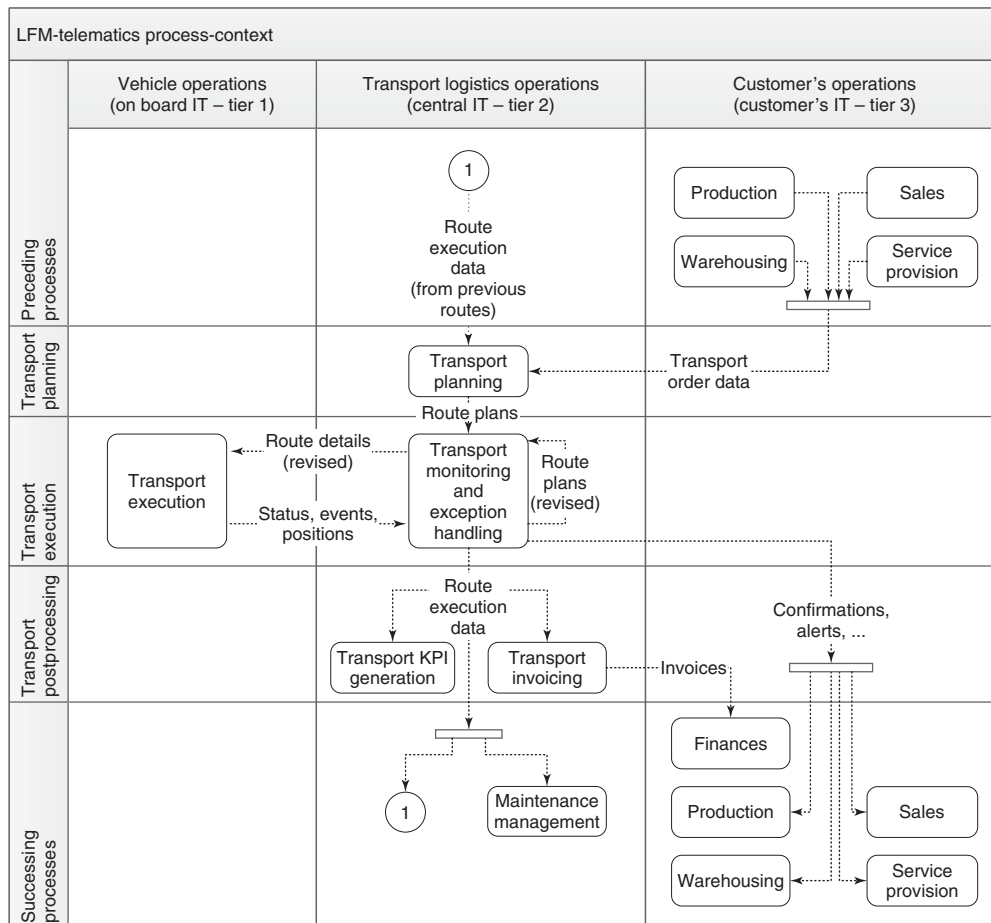 LFM-telematics process-context
Vehicle operations
(on board IT – tier 1)
Transport logistics operations
(central IT – tier 2)
Customer's operations
(customer's IT – tier 3)
Preceding
processes
1
Route
execution
data
(from previous
routes)
Production
Sales
Warehousing
Service
provision
Transport
planning
Transport
planning
Transport
order data
Route plans
Transport
execution
Transport
execution
Route details
(revised)
Status, events,
positions
Transport
monitoring
and
exception
handling
Route
plans
(revised)
Transport
postprocessing
Route
execution
data
Transport KPI
generation
Transport
invoicing
Invoices
Confirmations,
alerts, ...
Successing
processes
1
Maintenance
management
Finances
Production
Sales
Warehousing
Service
provision